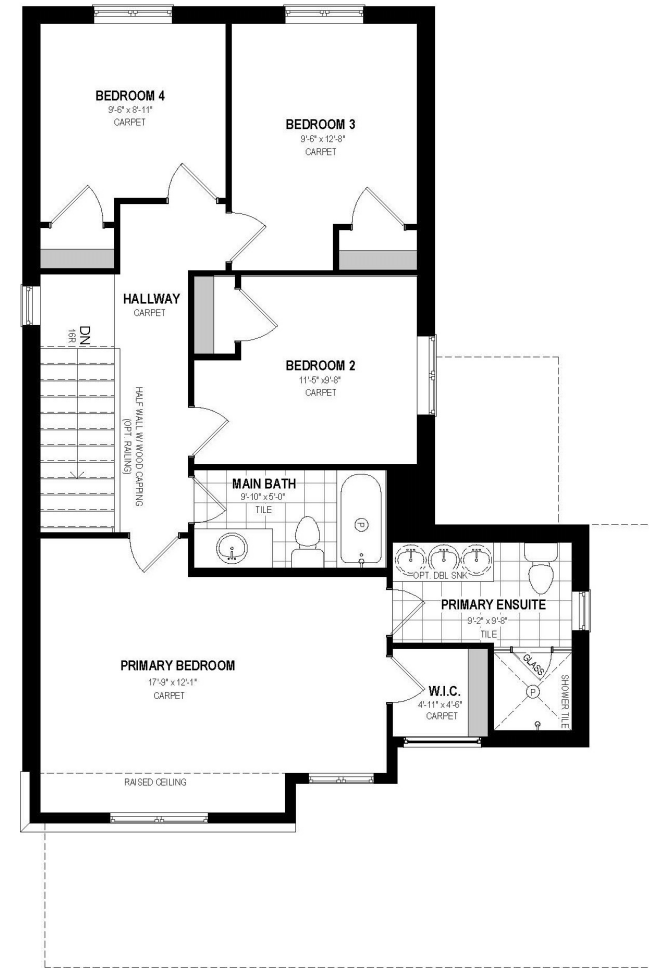 BEDROOM 4
9'-6" x 8'-11"
CARPET
BEDROOM 3
9'-6" x 12'-8"
CARPET
HALLWAY
CARPET
DN
16R
HALF WALL W/ WOOD CAPPING
(OPT. RAILING)
BEDROOM 2
11'-5" x9'-8"
CARPET
MAIN BATH
9'-10" x 5'-0"
TILE
P
OPT. DBL SNK
PRIMARY ENSUITE
9'-2" x 9'-8"
TILE
GLASS
SHOWER TILE
P
PRIMARY BEDROOM
17'-9" x 12'-1"
CARPET
W.I.C.
4'-11" x 4'-6"
CARPET
RAISED CEILING